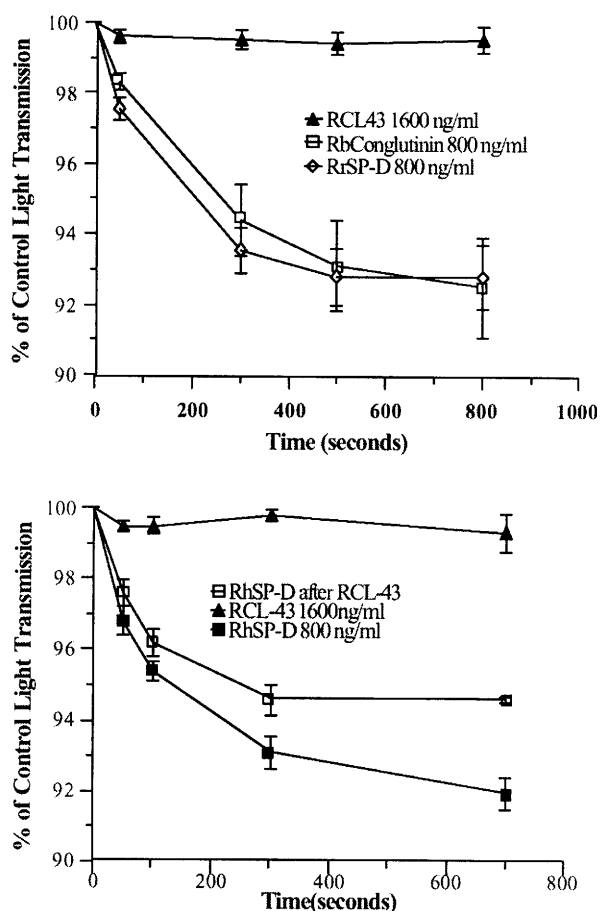 100
98
96
94
93
92
90
% of Control Light Transmission
RCL43 1600 ng/ml
RbConglutinin 800 ng/ml
RrSP-D 800 ng/ml
0 200 400 600 800 1000
Time (seconds)
100
98
96
94
92
90
% of Control Light Transmission
RhSP-D after RCL-43
RCL-43 1600ng/ml
RhSP-D 800 ng/ml
0 200 400 600 800
Time(seconds)